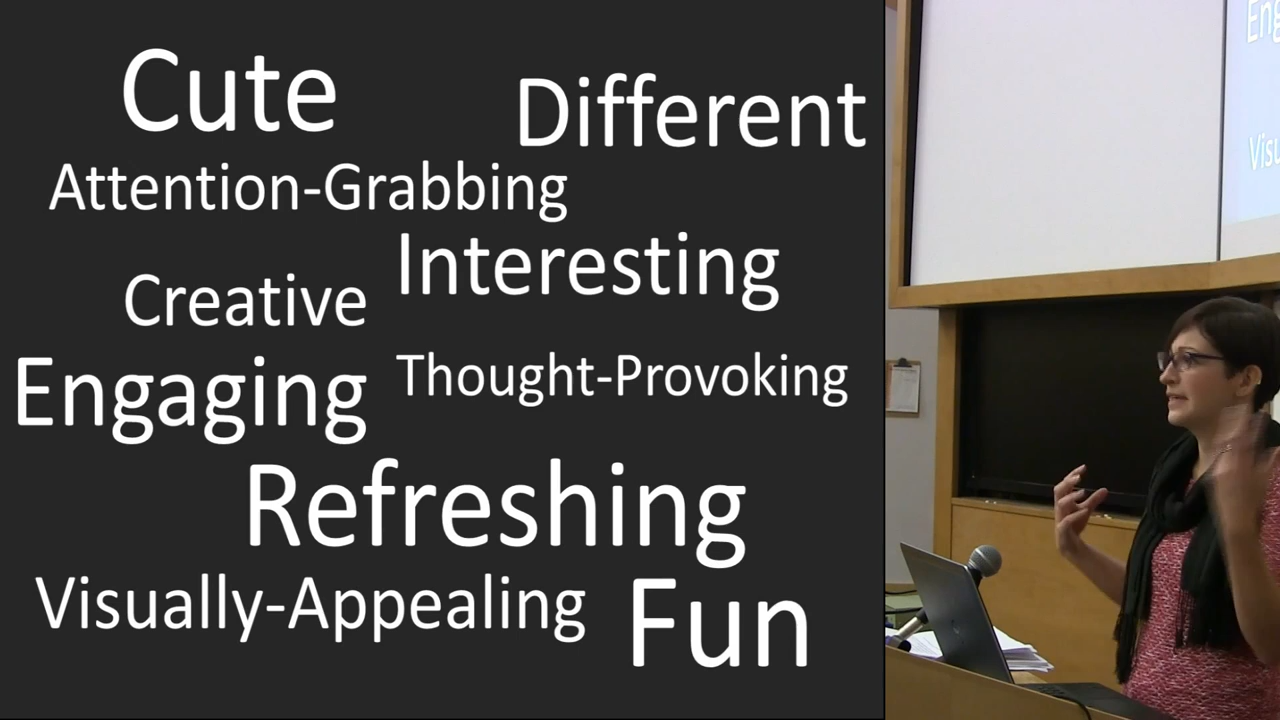 Cute
Different
Attention-Grabbing
Interesting
Creative
Engaging
Thought-Provoking
Refreshing
Visually-Appealing
Fun